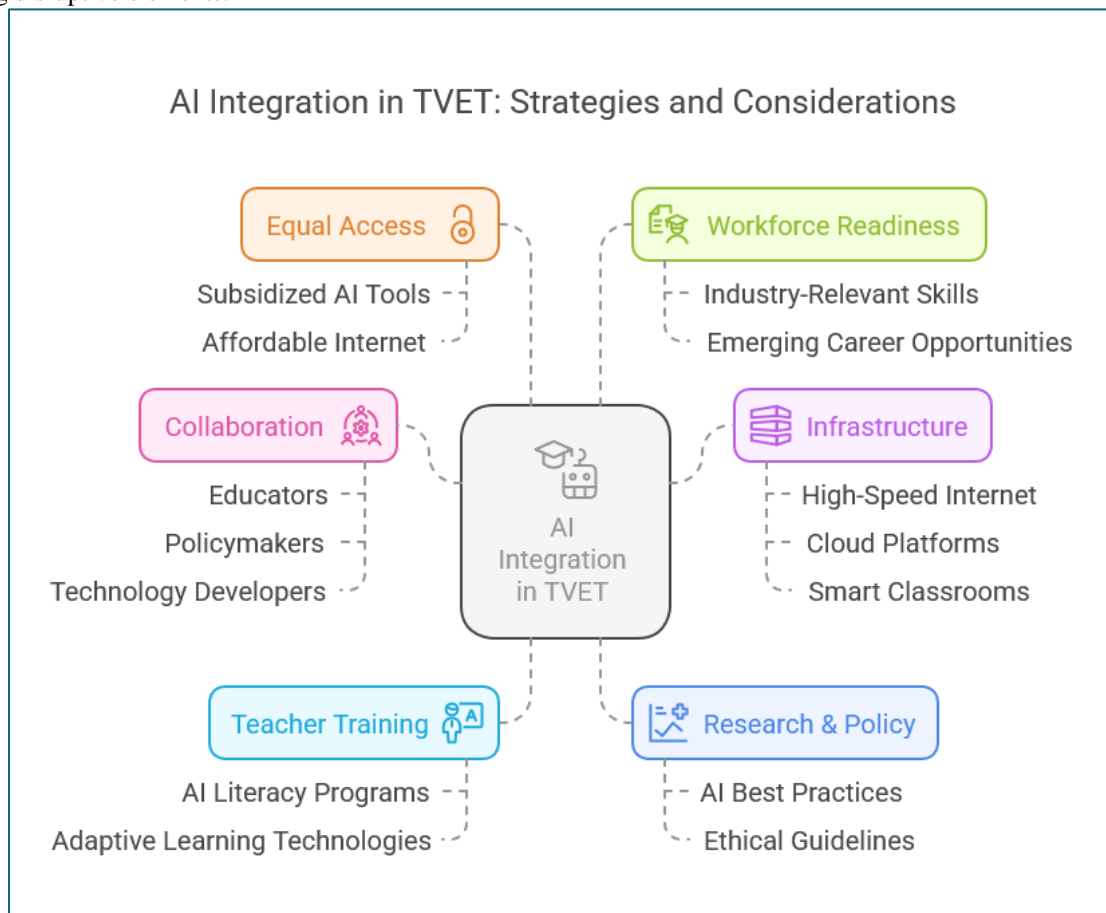 AI Integration in TVET: Strategies and Considerations
Equal Access
Subsidized AI Tools
Affordable Internet
Workforce Readiness
Industry-Relevant Skills
Emerging Career Opportunities
Collaboration
Educators
Policymakers
Technology Developers
AI
Integration
in TVET
Infrastructure
High-Speed Internet
Cloud Platforms
Smart Classrooms
Teacher Training
A
AI Literacy Programs
Adaptive Learning Technologies
Research & Policy
AI Best Practices
Ethical Guidelines